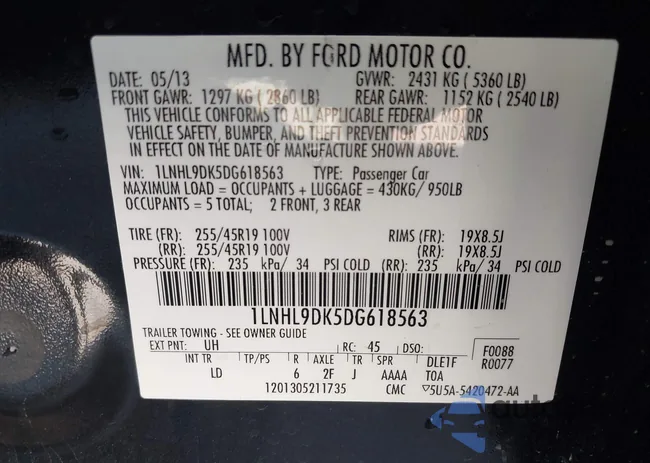 MFD. BY FORD MOTOR CO.
DATE: 05/13 GVWR: 2431 KG (5360 LB)
FRONT GAWR: 1297 KG (2860 LB) REAR GAWR: 1152 KG (2540 LB)
THIS VEHICLE CONFORMS TO ALL APPLICABLE FEDERAL MOTOR
VEHICLE SAFETY, BUMPER, AND THEFT PREVENTION STANDARDS
IN EFFECT ON THE DATE OF MANUFACTURE SHOWN ABOVE.
VIN: 1LNHL9DK5DG618563 TYPE: Passenger Car
MAXIMUM LOAD = OCCUPANTS + LUGGAGE = 430KG/ 950LB
OCCUPANTS = 5 TOTAL; 2 FRONT, 3 REAR
TIRE (FR): 255/45R19 100V RIMS (FR): 19X8.5J
(RR): 255/45R19 100V (RR): 19X8.5J
PRESSURE (FR): 235 kPa/ 34 PSI COLD (RR): 235 kPa/ 34 PSI COLD
1LNHL9DK5DG618563
TRAILER TOWING - SEE OWNER GUIDE
EXT PNT: UH RC: 45 DSO: F0088
INT TR TP/PS R AXLE TR SPR DLE1F R0077
LD 6 2F J AAAA T0A
1201305211735 CMC ▽5U5A-5420472-AA